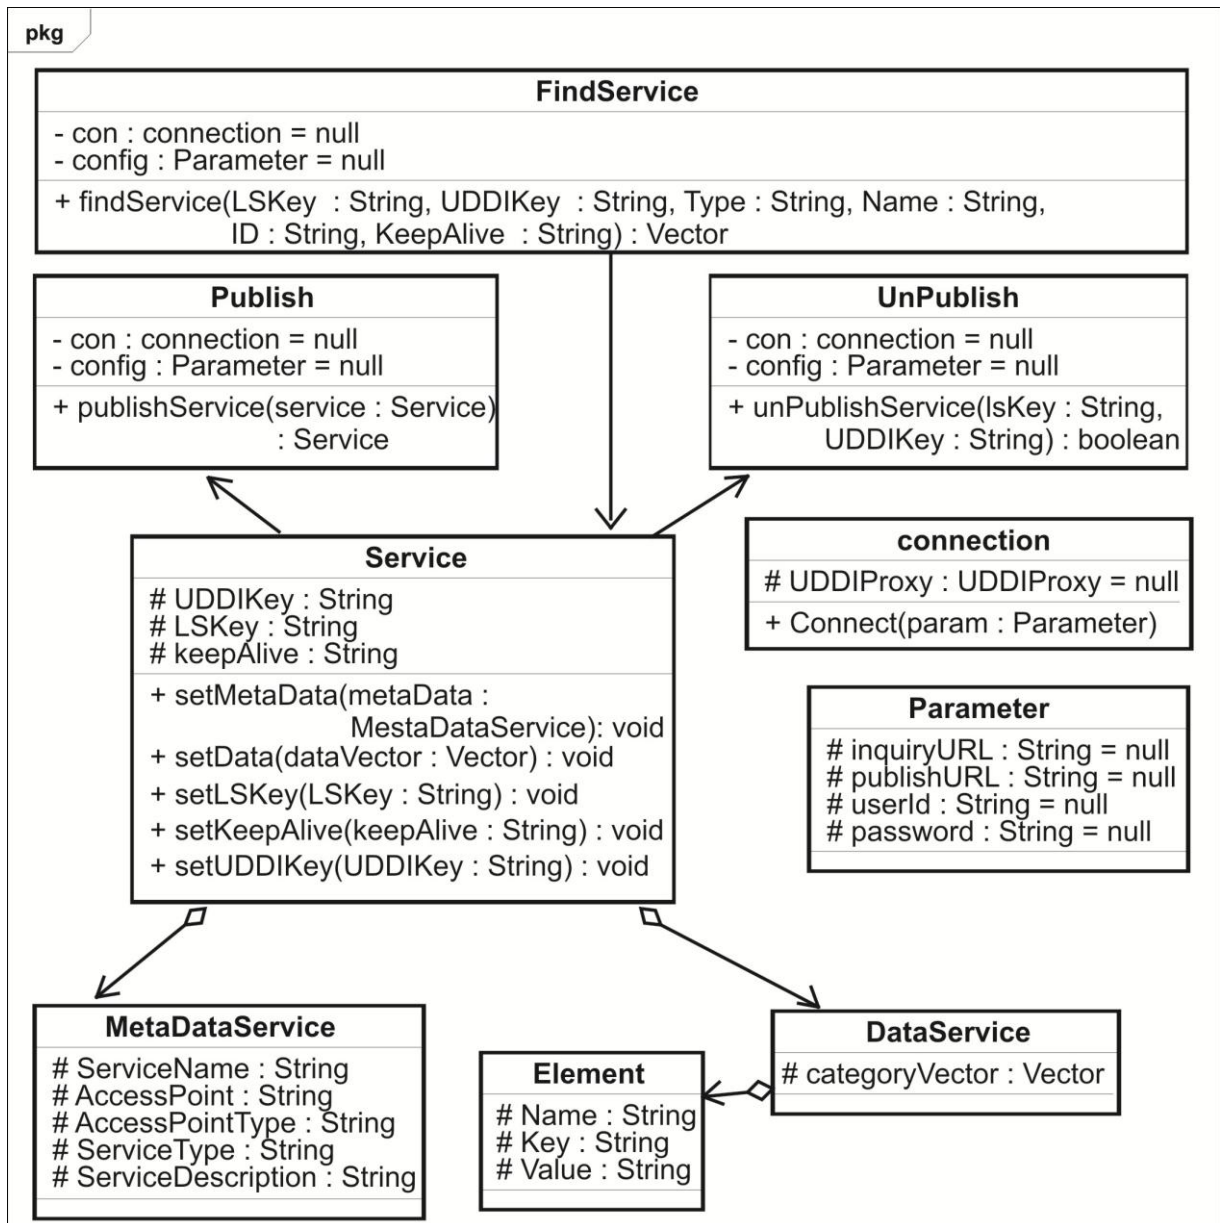 pkg
FindService
- con : connection = null
- config : Parameter = null
+ findService(LSKey : String, UDDIKey : String, Type : String, Name : String,
ID : String, KeepAlive : String) : Vector
Publish
- con : connection = null
- config : Parameter = null
+ publishService(service : Service)
: Service
UnPublish
- con : connection = null
- config : Parameter = null
+ unPublishService(lsKey : String,
UDDIKey : String) : boolean
Service
# UDDIKey : String
# LSKey : String
# keepAlive : String
+ setMetaData(metaData :
MestaDataService): void
+ setData(dataVector : Vector) : void
+ setLSKey(LSKey : String) : void
+ setKeepAlive(keepAlive : String) : void
+ setUDDIKey(UDDIKey : String) : void
connection
# UDDIProxy : UDDIProxy = null
+ Connect(param : Parameter)
Parameter
# inquiryURL : String = null
# publishURL : String = null
# userId : String = null
# password : String = null
MetaDataService
# ServiceName : String
# AccessPoint : String
# AccessPointType : String
# ServiceType : String
# ServiceDescription : String
Element
# Name : String
# Key : String
# Value : String
DataService
# categoryVector : Vector